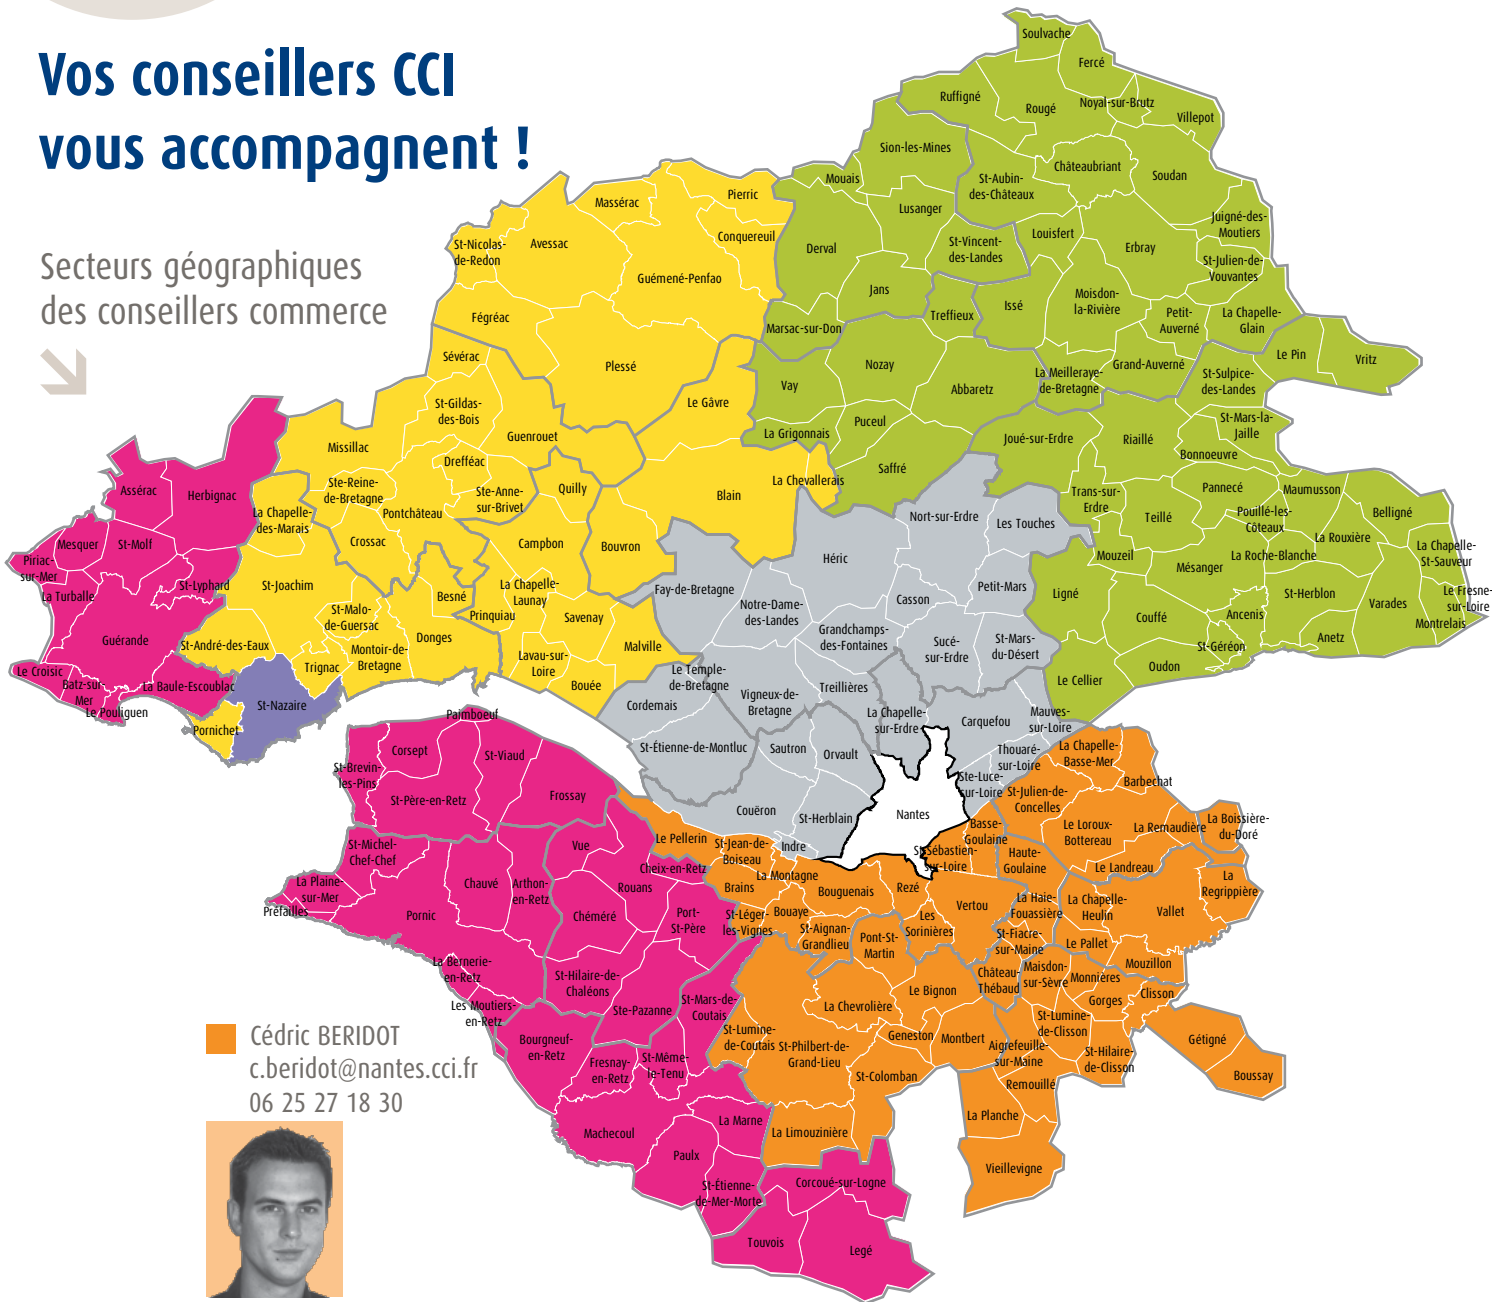 Vos conseillers CCI
vous accompagnent !
Secteurs géographiques
des conseillers commerce
Soulvache
Fercé
Ruffigné
Rougé
Noyal-sur-Brutz
Villepot
Sion-les-Mines
Mouais
St-Aubin-
des-Châteaux
Châteaubriant
Soudan
Lusanger
Juigné-des-
Moutiers
Derval
St-Vincent-
des-Landes
Louisfert
Erbray
St-Julien-de-
Vouvantes
Jans
Treffieux
Issé
Moisdon-
la-Rivière
Petit-
Auverné
La Chapelle-
Glain
Marsac-sur-Don
Le Pin
Vritz
Vay
Nozay
Abbaretz
La Meilleraye-
de-Bretagne
Grand-Auverné
St-Sulpice-
des-Landes
La Grigonnais
Puceul
Saffré
Joué-sur-Erdre
Riaillé
St-Mars-la-
Jaille
Bonnoeuvre
Trans-sur-
Erdre
Teillé
Pannecé
Maumusson
Pouillé-les-
Côteaux
La Rouxière
Belligné
Mouzeil
Mésanger
La Roche-Blanche
La Chapelle-
St-Sauveur
Ligné
Couffé
Ancenis
St-Herblon
Varades
Le Fresne-
sur-Loire
Montrelais
Anetz
St-Géréon
Oudon
Le Cellier
Massérac
Pierric
St-Nicolas-
de-Redon
Avessac
Conquereuil
Guémené-Penfao
Fégréac
Sévérac
Plessé
St-Gildas-
des-Bois
Le Gâvre
Missillac
Guenrouet
Drefféac
La Chevallerais
Blain
Ste-Reine-
de-Bretagne
Ste-Anne-
sur-Brivet
Quilly
Pontchâteau
La Chapelle-
des-Marais
Crossac
Campbon
Bouvron
St-Joachim
Besné
La Chapelle-
Launay
Prinquiau
Savenay
St-Malo-
de-Guersac
Donges
Malville
St-André-des-Eaux
Montoir-de-
Bretagne
Trignac
Lavau-sur-
Loire
Bouée
Pornichet
St-Nazaire
Assérac
Herbignac
Mesquer
St-Molf
Piriac-
sur-Mer
St-Lyphard
La Turballe
Guérande
Le Croisic
Batz-sur-
Mer
La Baule-Escoublac
Le Pouliguen
Nort-sur-Erdre
Les Touches
Héric
Fay-de-Bretagne
Petit-Mars
Casson
Notre-Dame-
des-Landes
Grandchamps-
des-Fontaines
Sucé-
sur-Erdre
St-Mars-
du-Désert
Le Temple-
de-Bretagne
Cordemais
Vigneux-de-
Bretagne
Treillières
La Chapelle-
sur-Erdre
Carquefou
Mauves-
sur-Loire
St-Étienne-de-Montluc
Sautron
Orvault
Thouaré-
sur-Loire
Ste-Luce-
sur-Loire
Couëron
St-Herblain
Indre
Nantes
Paimboeuf
Corsept
St-Viaud
St-Brevin-
les-Pins
St-Père-en-Retz
Frossay
St-Michel-
Chef-Chef
Vue
Cheix-en-Retz
Rouans
La Plaine-
sur-Mer
Chauvé
Arthon-
en-Retz
Préfailles
Pornic
Chéméré
Port-
St-Père
La Bernerie-
en-Retz
St-Hilaire-de-
Chaléons
Les Moutiers-
en-Retz
Ste-Pazanne
St-Mars-de-
Coutais
Bourgneuf-
en-Retz
Fresnay-
en-Retz
St-Même-
le-Tenu
Machecoul
La Marne
Paulx
St-Étienne-
de-Mer-Morte
Corcoué-sur-Logne
Touvois
Legé
La Chapelle-
Basse-Mer
Barbechat
St-Julien-de-
Concelles
Le Loroux-
Bottereau
La Remaudière
La Boissière-
du-Doré
Basse-
Goulaine
St-Sébastien-
sur-Loire
Haute-
Goulaine
Le Landreau
La
Regrippière
Le Pellerin
St-Jean-de-
Boiseau
La Montagne
Brains
Bouguenais
Rezé
Vertou
La Haie-
Fouassière
La Chapelle-
Heulin
Vallet
St-Léger-
les-Vignes
Bouaye
St-Aignan-
Grandlieu
Les
Sorinières
Pont-St-
Martin
St-Fiacre-
sur-Maine
Le Pallet
Mouzillon
Château-
Thébaud
Maisdon-
sur-Sèvre
Monnières
Gorges
Clisson
Le Bignon
La Chevrolière
St-Lumine-
de-Clisson
St-Lumine-
de-Coutais
St-Philbert-de-
Grand-Lieu
Geneston
Montbert
Aigrefeuille-
sur-Maine
St-Hilaire-
de-Clisson
Gétigné
Boussay
St-Colomban
Remouillé
La Planche
La Limouzinière
Vieillevigne
Cédric BERIDOT
c.beridot@nantes.cci.fr
06 25 27 18 30